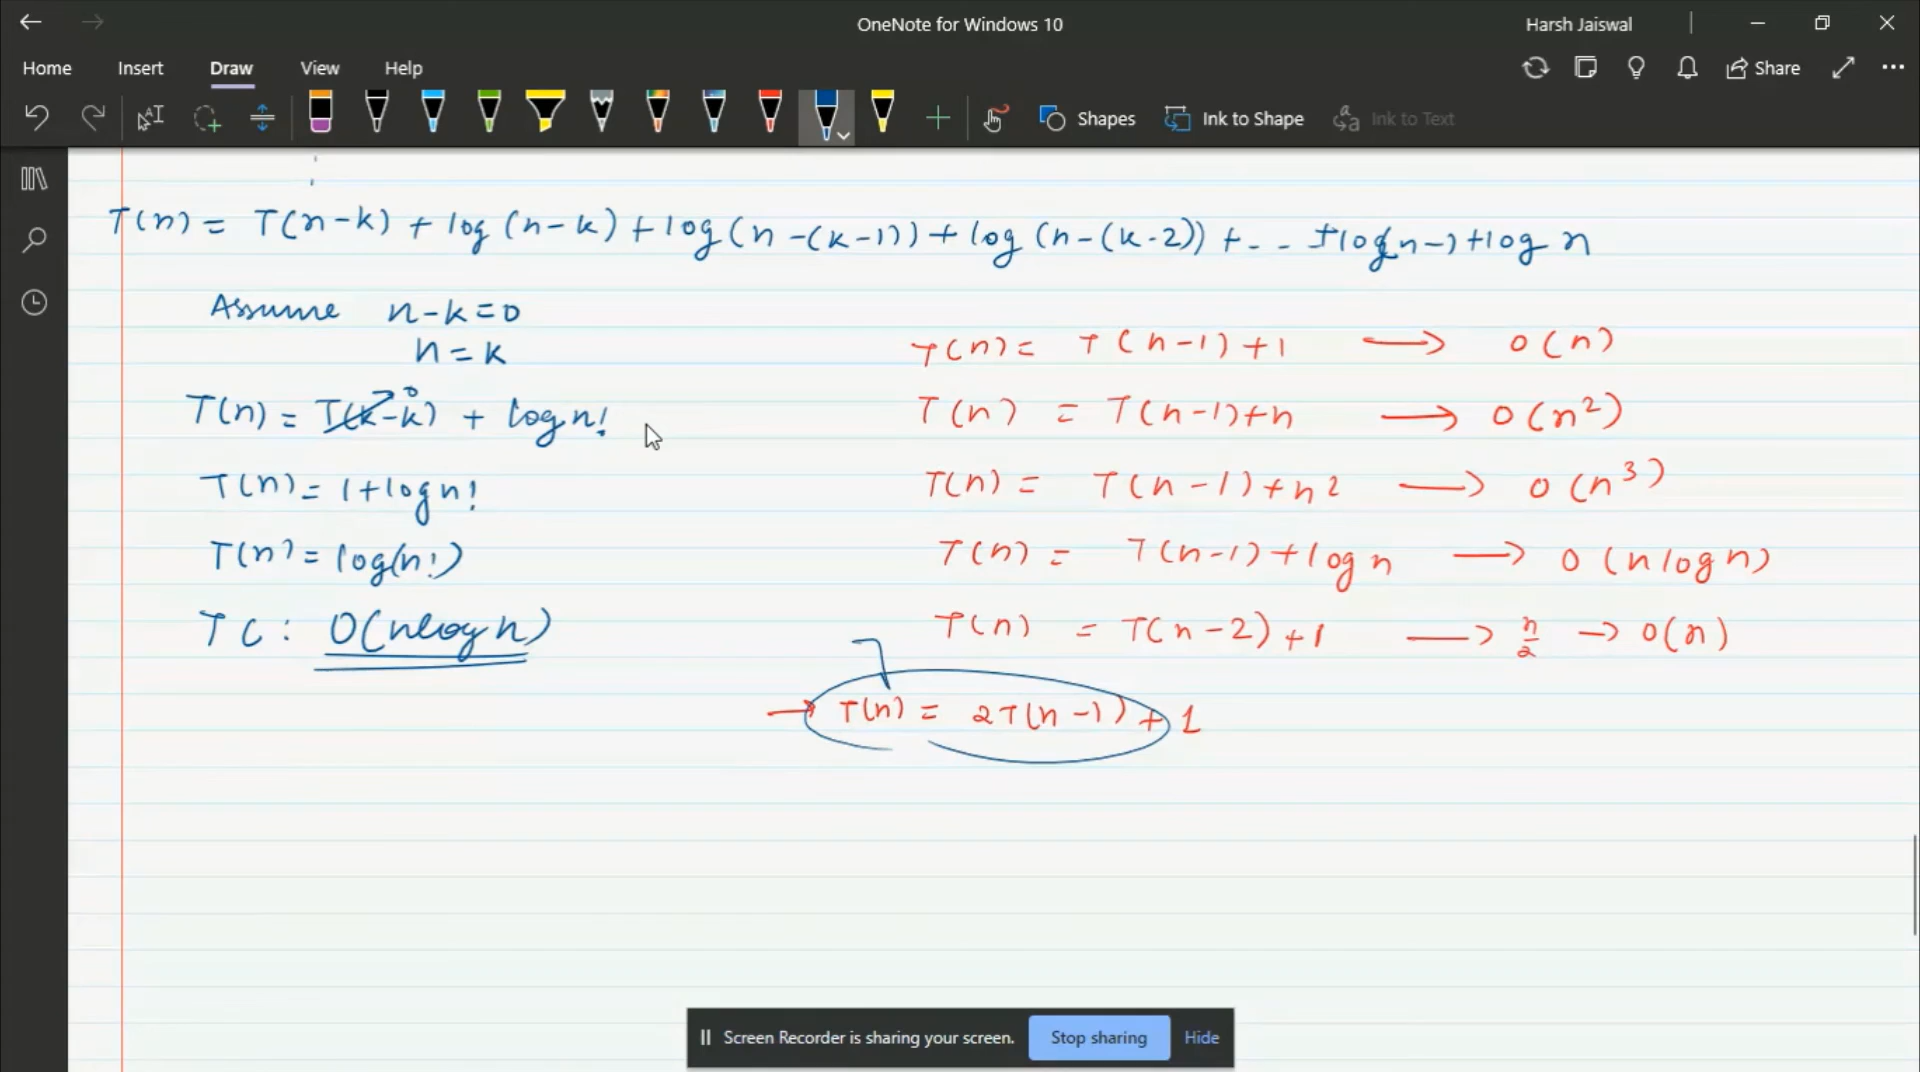 OneNote for Windows 10
Harsh Jaiswal
Home Insert Draw View Help
Share
Shapes Ink to Shape Ink to Text
T(n) = T(n-k) + log(n-k) + log(n-(k-1)) + log(n-(k-2)) + - - + log(n-1) + log n
Assume n-k=0
n = k
T(n) = T(k-k)⁰ + log n!
T(n) = 1 + log n!
T(n) = log(n!)
TC: O(nlogn)
T(n) = T(n-1) + 1 → O(n)
T(n) = T(n-1) + n → O(n²)
T(n) = T(n-1) + n² → O(n³)
T(n) = T(n-1) + log n → O(nlogn)
T(n) = T(n-2) + 1 → n/2 → O(n)
→ T(n) = 2T(n-1) + 1
Screen Recorder is sharing your screen. Stop sharing Hide